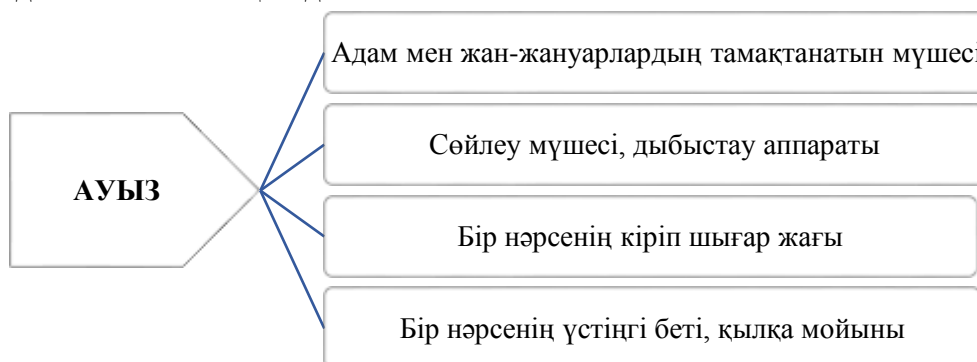 АУЫЗ
Адам мен жан-жануарлардың тамақтанатын мүшесі
Сөйлеу мүшесі, дыбыстау аппараты
Бір нәрсенің кіріп шығар жағы
Бір нәрсенің үстіңгі беті, қылқа мойыны